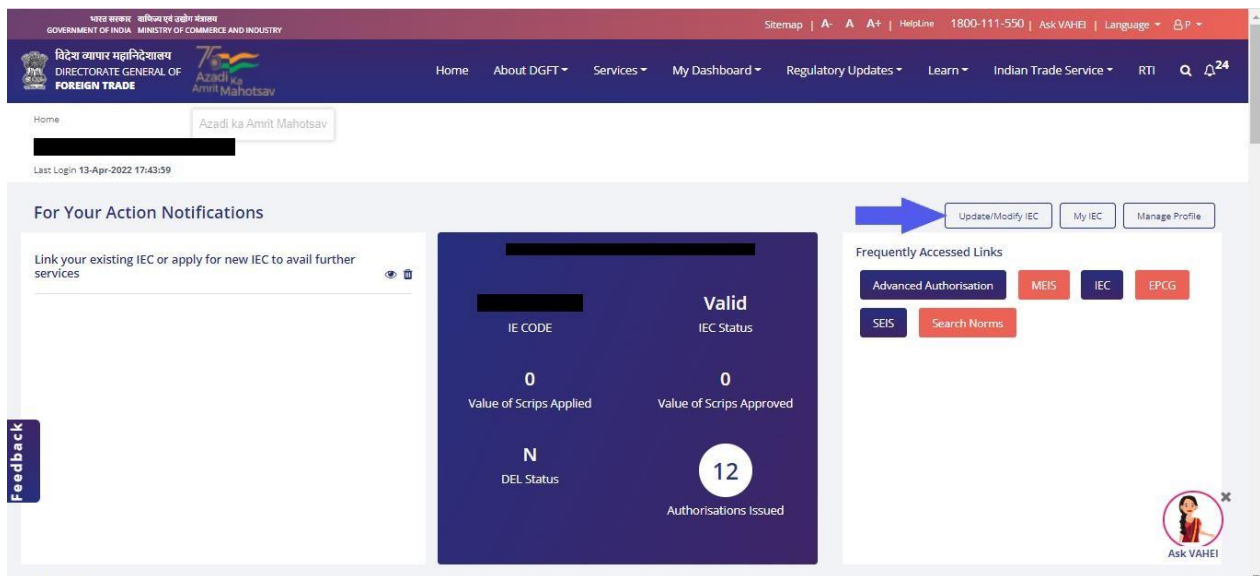 भारत सरकार वाणिज्य एवं उद्योग मंत्रालय
GOVERNMENT OF INDIA MINISTRY OF COMMERCE AND INDUSTRY
Sitemap | A- A A+ | HelpLine 1800-111-550 | Ask VAHEI | Language P
विदेश व्यापार महानिदेशालय
DIRECTORATE GENERAL OF
FOREIGN TRADE
75
Azadi Ka
Amrit Mahotsav
Home About DGFT Services My Dashboard Regulatory Updates Learn Indian Trade Service RTI 24
Home
Azadi ka Amrit Mahotsav
Last Login 13-Apr-2022 17:43:59
For Your Action Notifications
Update/Modify IEC My IEC Manage Profile
Link your existing IEC or apply for new IEC to avail further
services
IE CODE
Valid
IEC Status
0
Value of Scrips Applied
0
Value of Scrips Approved
N
DEL Status
12
Authorisations Issued
Frequently Accessed Links
Advanced Authorisation MEIS IEC EPCG
SEIS Search Norms
Feedback
Ask VAHEI